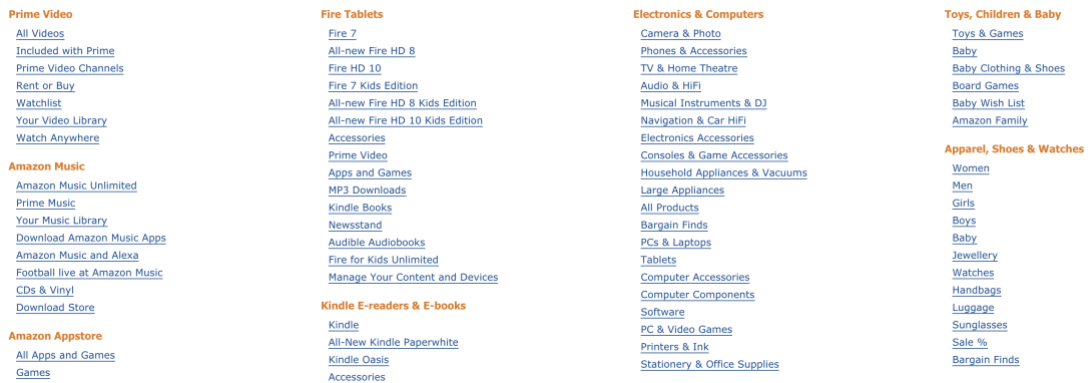 Prime Video
All Videos
Included with Prime
Prime Video Channels
Rent or Buy
Watchlist
Your Video Library
Watch Anywhere
Amazon Music
Amazon Music Unlimited
Prime Music
Your Music Library
Download Amazon Music Apps
Amazon Music and Alexa
Football live at Amazon Music
CDs & Vinyl
Download Store
Amazon Appstore
All Apps and Games
Games
Fire Tablets
Fire 7
All-new Fire HD 8
Fire HD 10
Fire 7 Kids Edition
All-new Fire HD 8 Kids Edition
All-new Fire HD 10 Kids Edition
Accessories
Prime Video
Apps and Games
MP3 Downloads
Kindle Books
Newsstand
Audible Audiobooks
Fire for Kids Unlimited
Manage Your Content and Devices
Kindle E-readers & E-books
Kindle
All-New Kindle Paperwhite
Kindle Oasis
Accessories
Electronics & Computers
Camera & Photo
Phones & Accessories
TV & Home Theatre
Audio & HiFi
Musical Instruments & DJ
Navigation & Car HiFi
Electronics Accessories
Consoles & Game Accessories
Household Appliances & Vacuums
Large Appliances
All Products
Bargain Finds
PCs & Laptops
Tablets
Computer Accessories
Computer Components
Software
PC & Video Games
Printers & Ink
Stationery & Office Supplies
Toys, Children & Baby
Toys & Games
Baby
Baby Clothing & Shoes
Board Games
Baby Wish List
Amazon Family
Apparel, Shoes & Watches
Women
Men
Girls
Boys
Baby
Jewellery
Watches
Handbags
Luggage
Sunglasses
Sale %
Bargain Finds